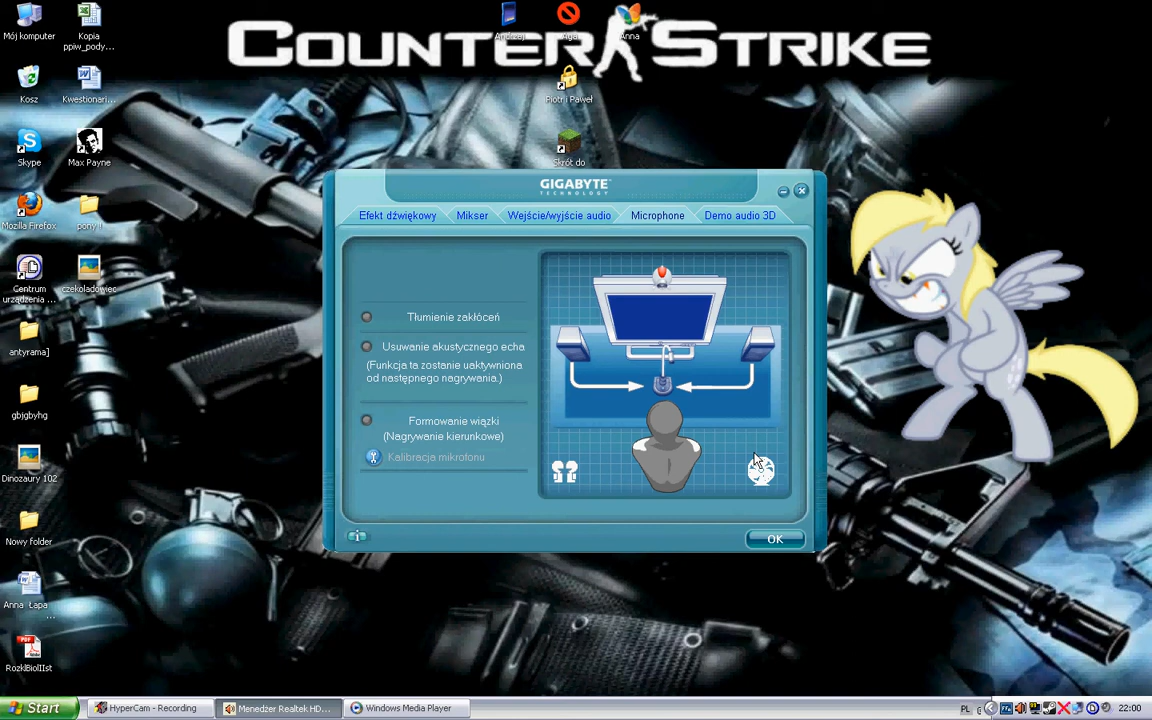 COUNTER STRIKE
Mój komputer
Kopia
ppiw_pody...
Anna
Kosz
Kwestionari...
Piotr i Paweł
Skype
Max Payne
Skrót do
Mozilla Firefox
pony !
Centrum
urządzenia ...
czekoladowiec
antyrama]
gbjgbyhg
Dinozaury 102
Nowy folder
Anna Łapa
...
RozklBiolIIst
GIGABYTE
TECHNOLOGY
Efekt dźwiękowy
Mikser
Wejście/wyjście audio
Microphone
Demo audio 3D
Tłumienie zakłóceń
Usuwanie akustycznego echa
(Funkcja ta zostanie uaktywniona
od następnego nagrywania.)
Formowanie wiązki
(Nagrywanie kierunkowe)
Kalibracja mikrofonu
OK
Start
HyperCam - Recording
Menedżer Realtek HD...
Windows Media Player
PL
22:00